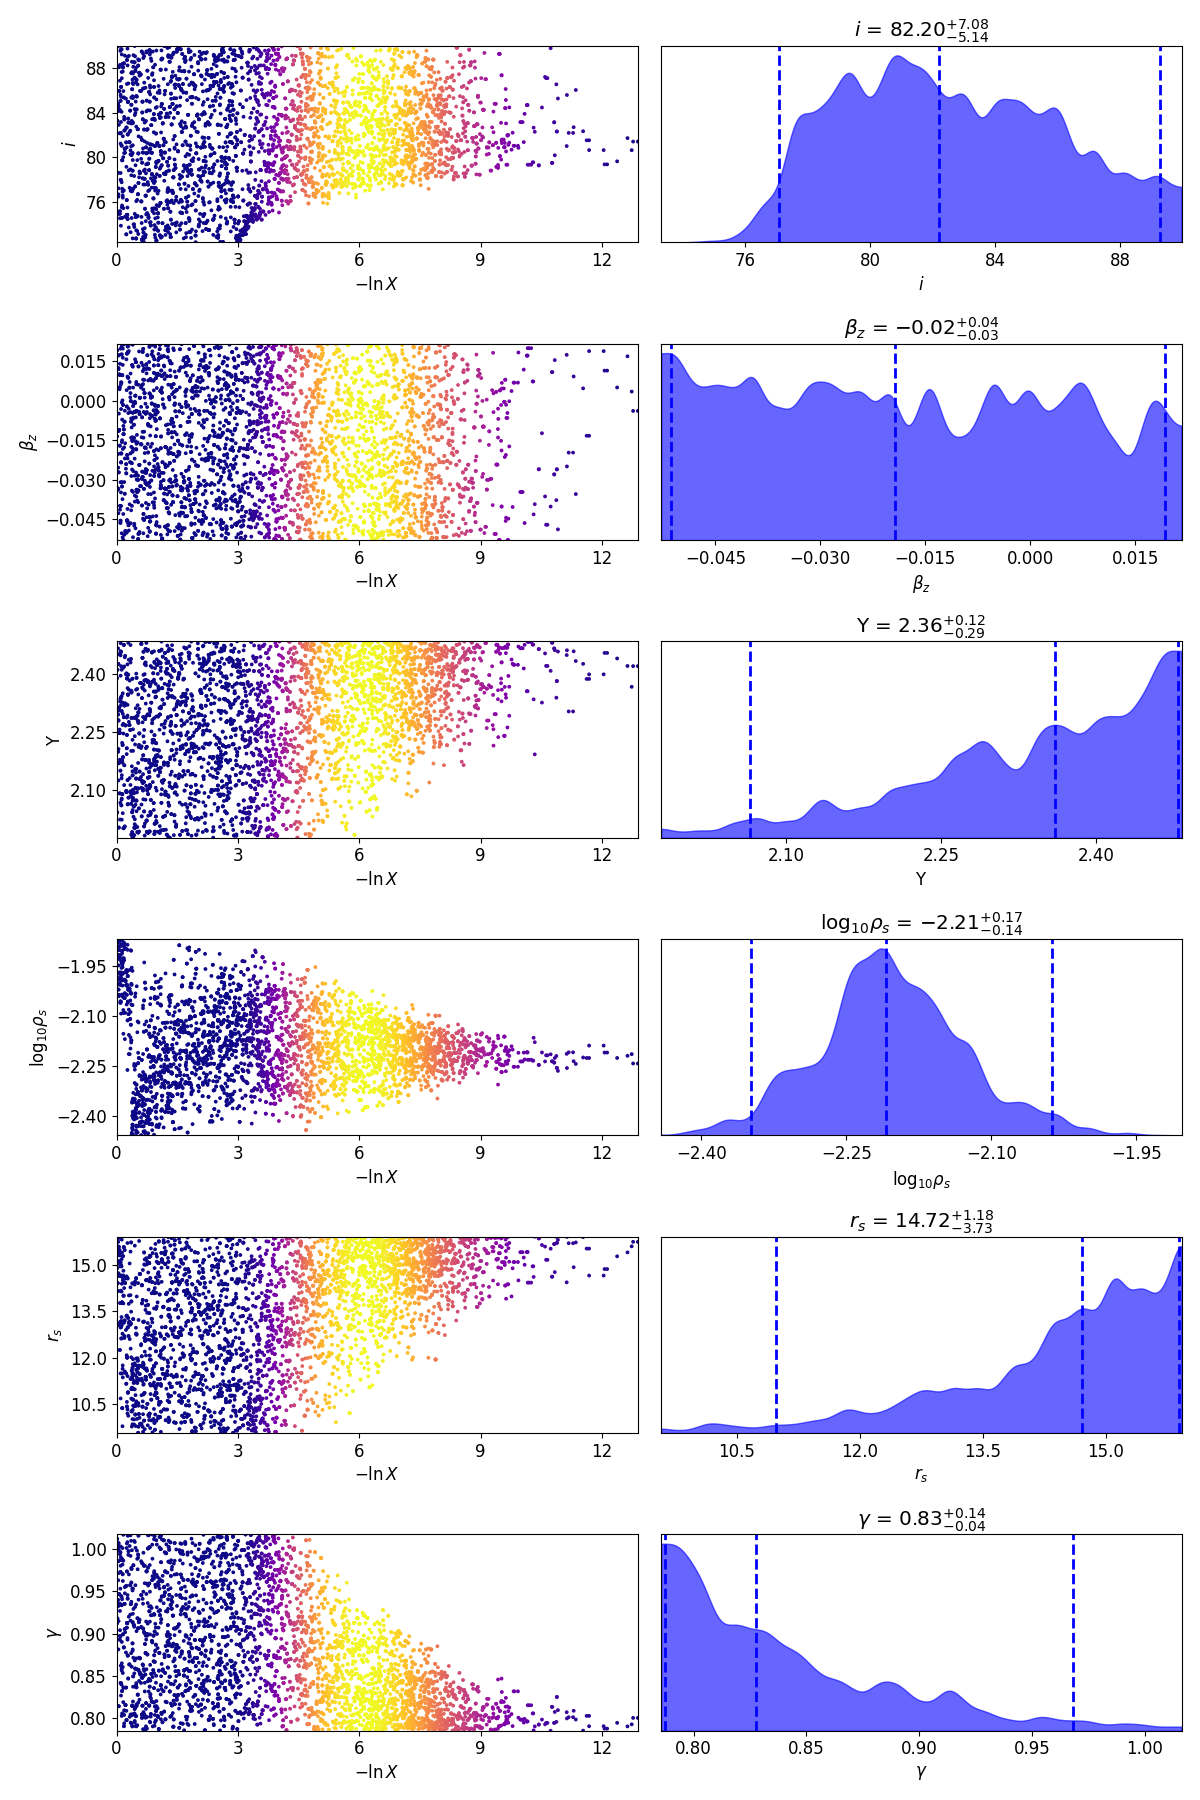 i = 82.20+7.08−5.14
88
84
80
76
i
0 3 6 9 12
−ln X
76 80 84 88
i
βz = −0.02+0.04−0.03
0.015
0.000
−0.015
−0.030
−0.045
βz
0 3 6 9 12
−ln X
−0.045 −0.030 −0.015 0.000 0.015
βz
Y = 2.36+0.12−0.29
2.40
2.25
2.10
Y
0 3 6 9 12
−ln X
2.10 2.25 2.40
Y
log10ρs = −2.21+0.17−0.14
−1.95
−2.10
−2.25
−2.40
log10ρs
0 3 6 9 12
−ln X
−2.40 −2.25 −2.10 −1.95
log10ρs
rs = 14.72+1.18−3.73
15.0
13.5
12.0
10.5
rs
0 3 6 9 12
−ln X
10.5 12.0 13.5 15.0
rs
γ = 0.83+0.14−0.04
1.00
0.95
0.90
0.85
0.80
γ
0 3 6 9 12
−ln X
0.80 0.85 0.90 0.95 1.00
γ